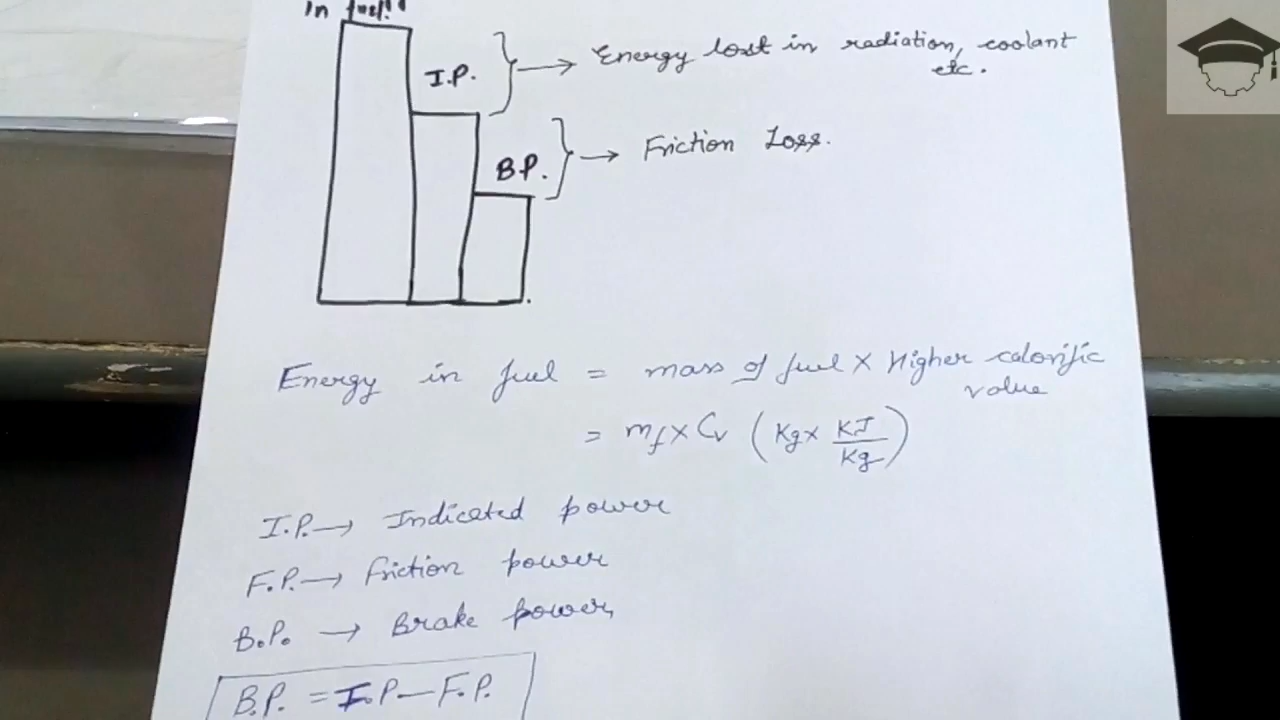 In fuel
I.P.
Energy lost in radiation, coolant
etc.
B.P.
Friction Loss.
Energy in fuel = mass of fuel × Higher calorific
value
= mf × Cv (Kg × KJ/Kg)
I.P. → Indicated power
F.P. → Friction power
B.P. → Brake power,
B.P. = I.P — F.P.